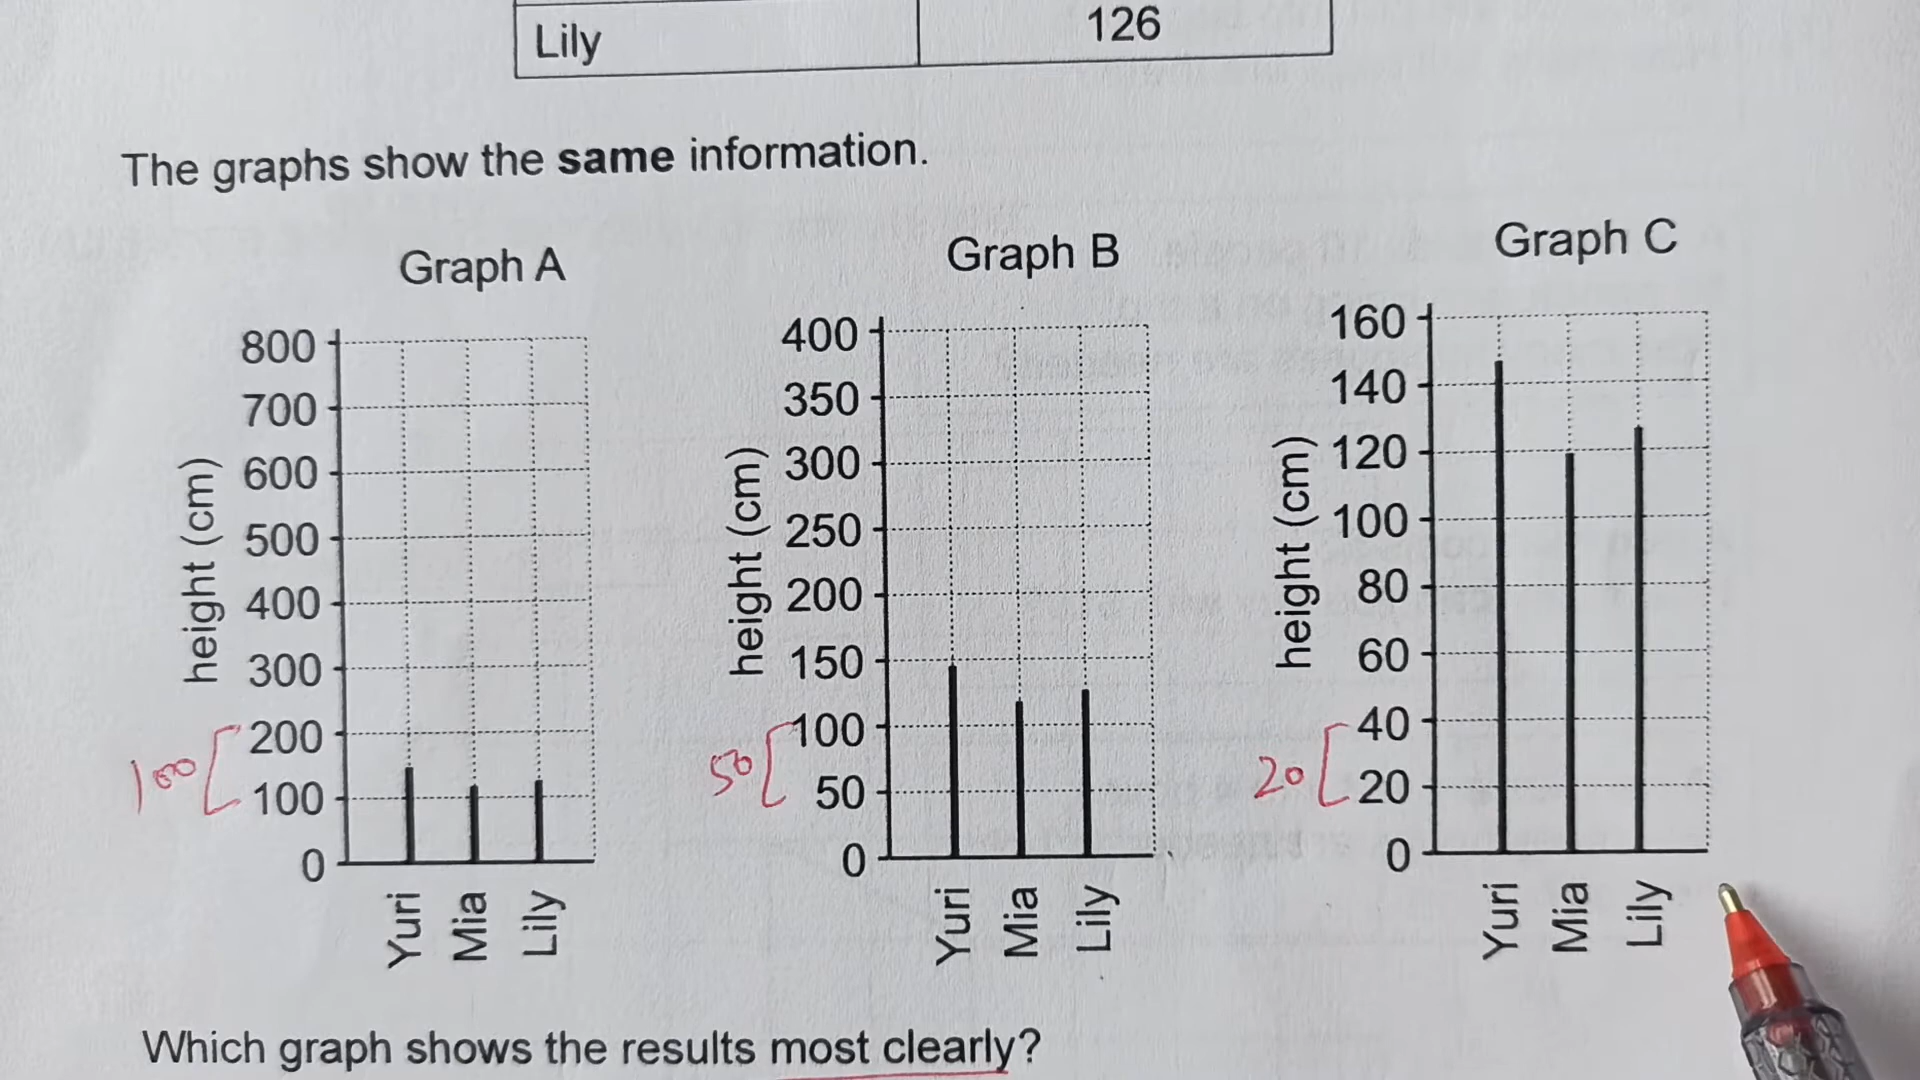 Lily 126
The graphs show the same information.
Graph A
800
700
600
500
400
300
200
100
0
height (cm)
Yuri
Mia
Lily
100
Graph B
400
350
300
250
200
150
100
50
0
height (cm)
Yuri
Mia
Lily
50
Graph C
160
140
120
100
80
60
40
20
0
height (cm)
Yuri
Mia
Lily
20
Which graph shows the results most clearly?